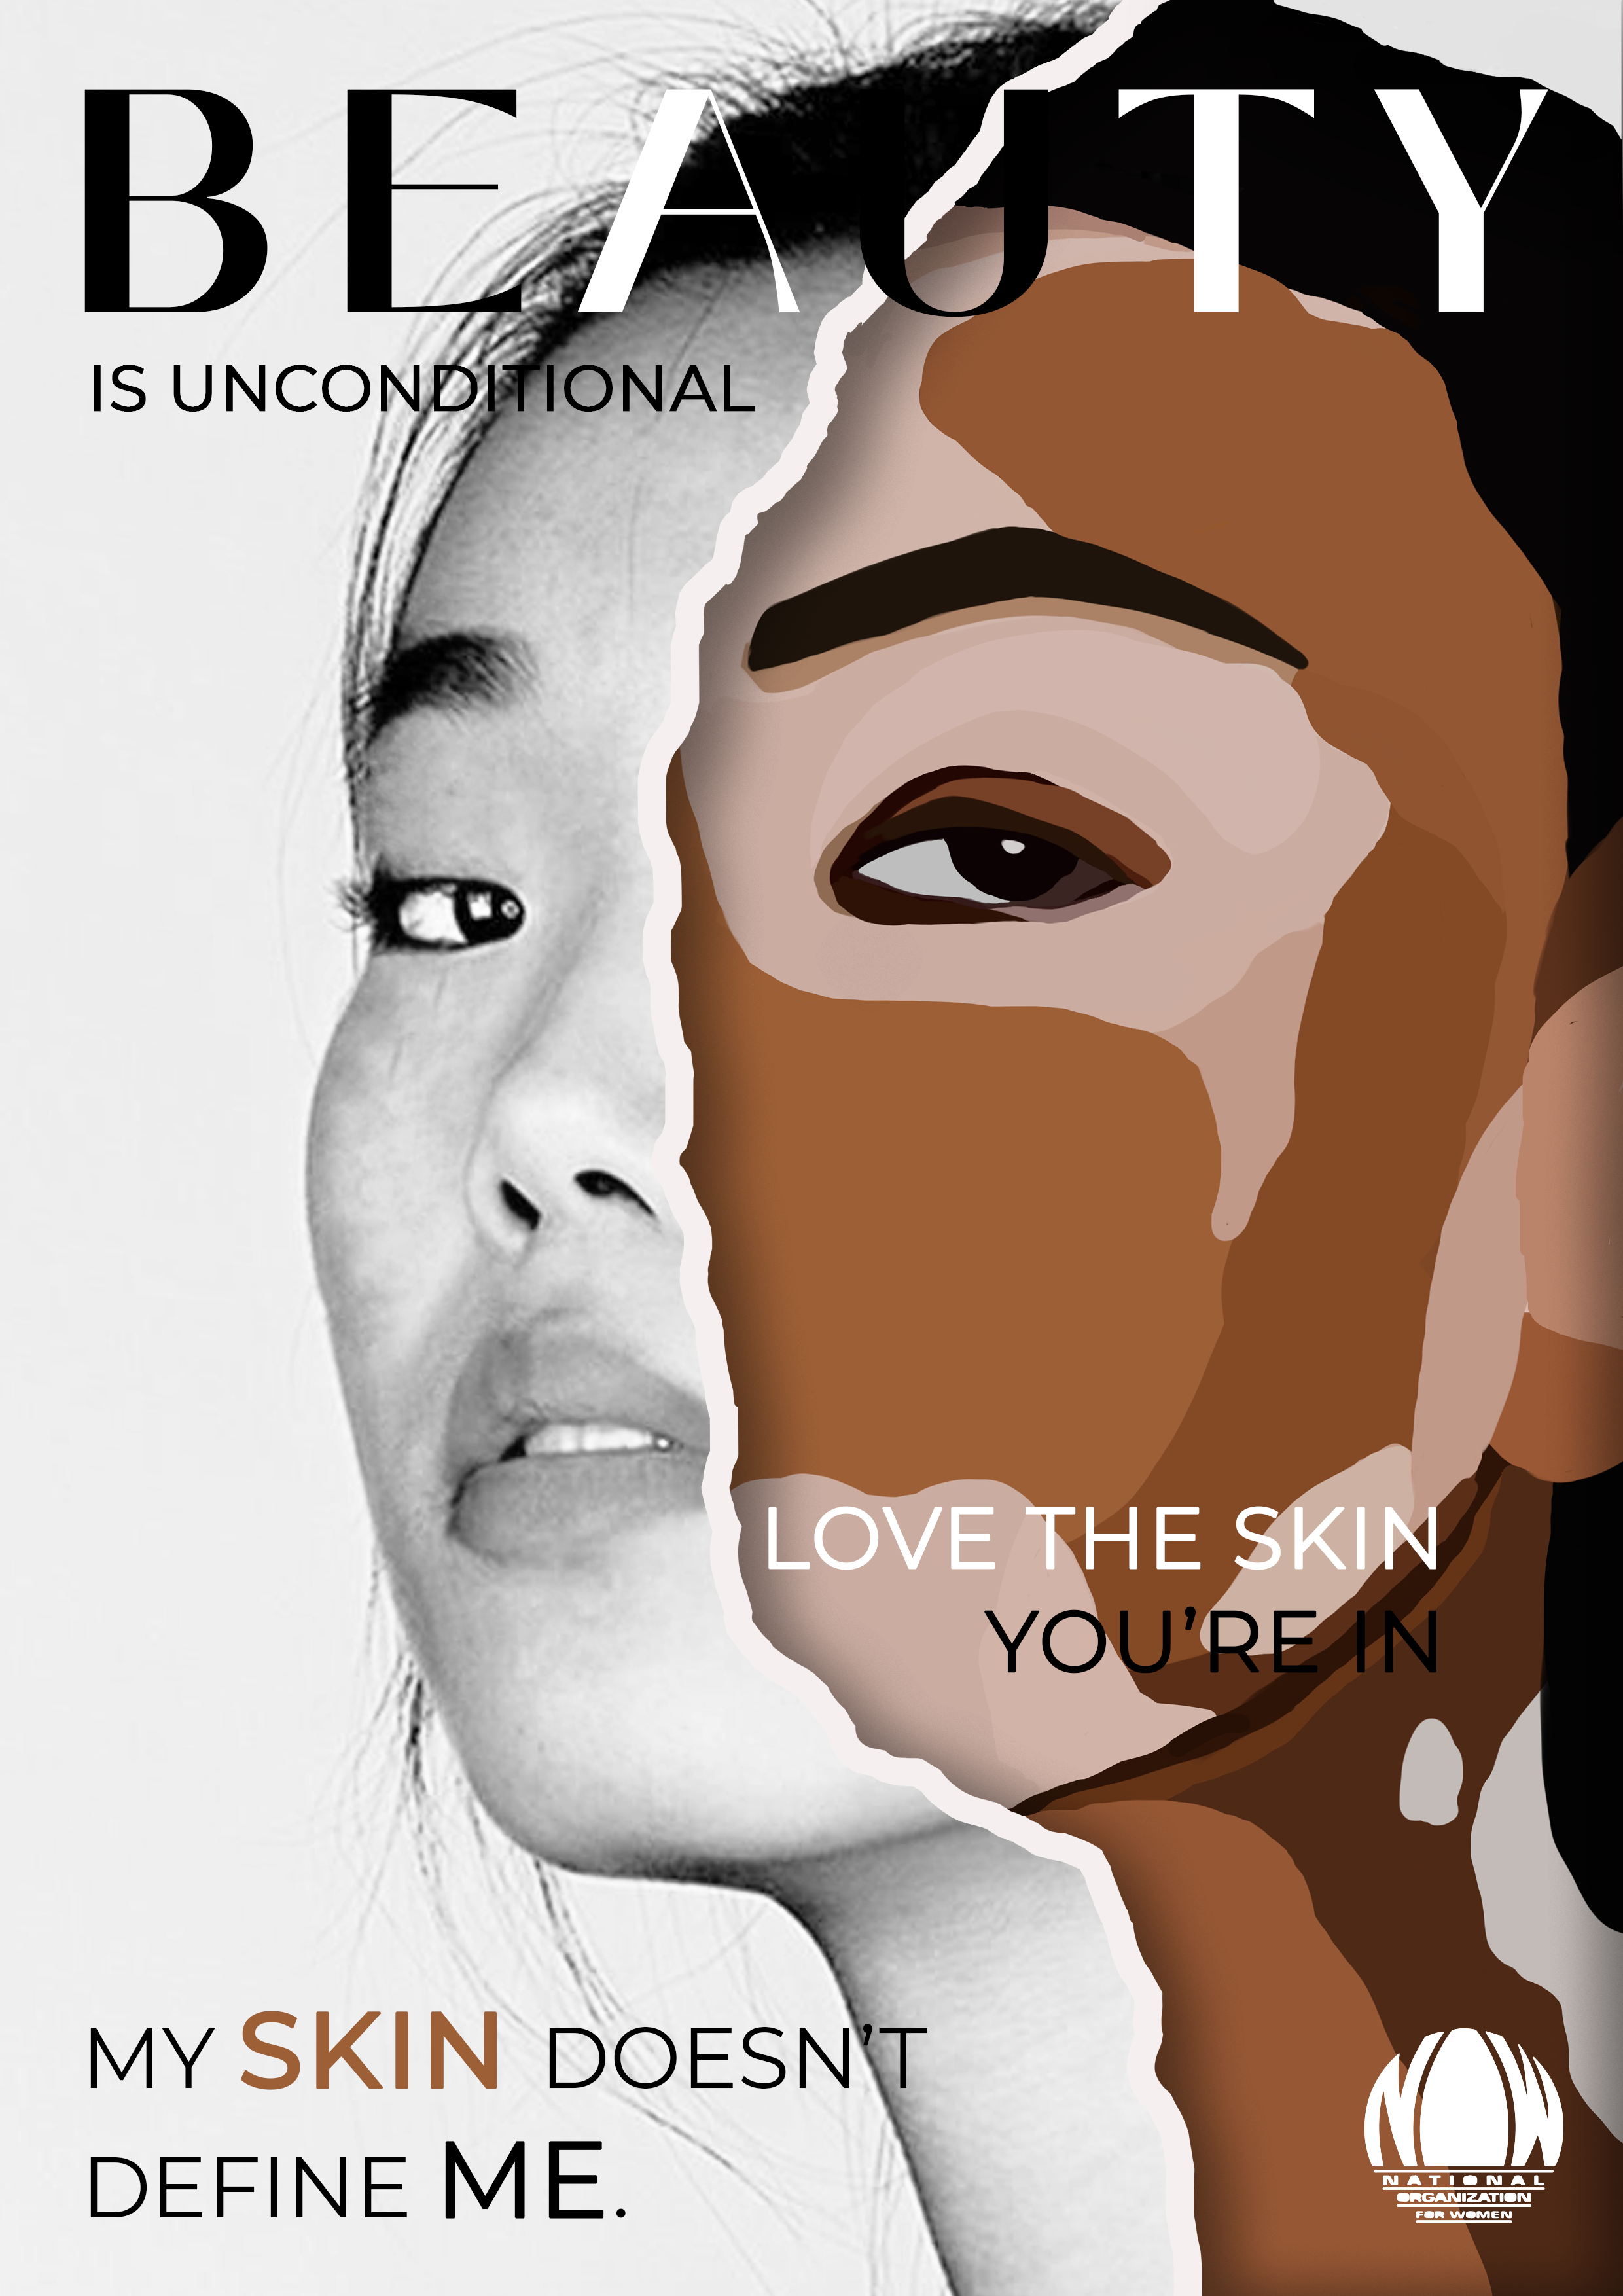 BEAUTY
IS UNCONDITIONAL
LOVE THE SKIN
YOU'RE IN
MY SKIN DOESN'T
DEFINE ME.
NOW
NATIONAL
ORGANIZATION
FOR WOMEN